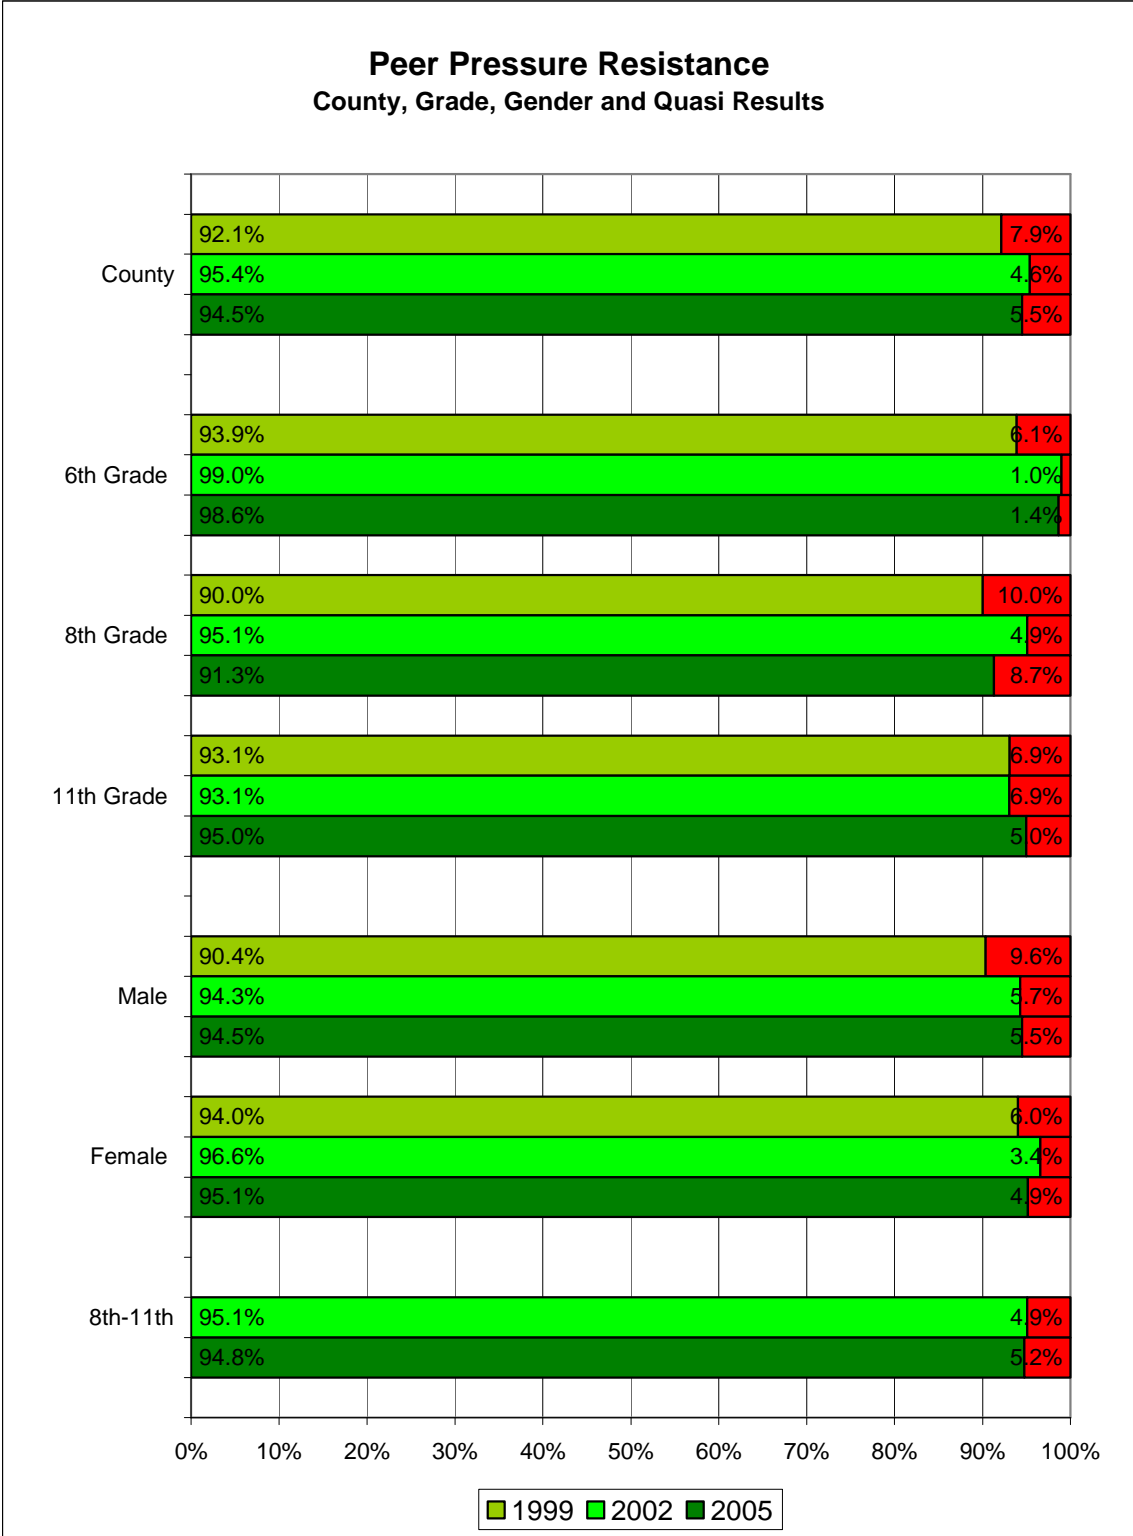 Peer Pressure Resistance
County, Grade, Gender and Quasi Results
92.1% 7.9%
County 95.4% 4.6%
94.5% 5.5%
93.9% 6.1%
6th Grade 99.0% 1.0%
98.6% 1.4%
90.0% 10.0%
8th Grade 95.1% 4.9%
91.3% 8.7%
93.1% 6.9%
11th Grade 93.1% 6.9%
95.0% 5.0%
90.4% 9.6%
Male 94.3% 5.7%
94.5% 5.5%
94.0% 6.0%
Female 96.6% 3.4%
95.1% 4.9%
8th-11th 95.1% 4.9%
94.8% 5.2%
0% 10% 20% 30% 40% 50% 60% 70% 80% 90% 100%
1999 2002 2005